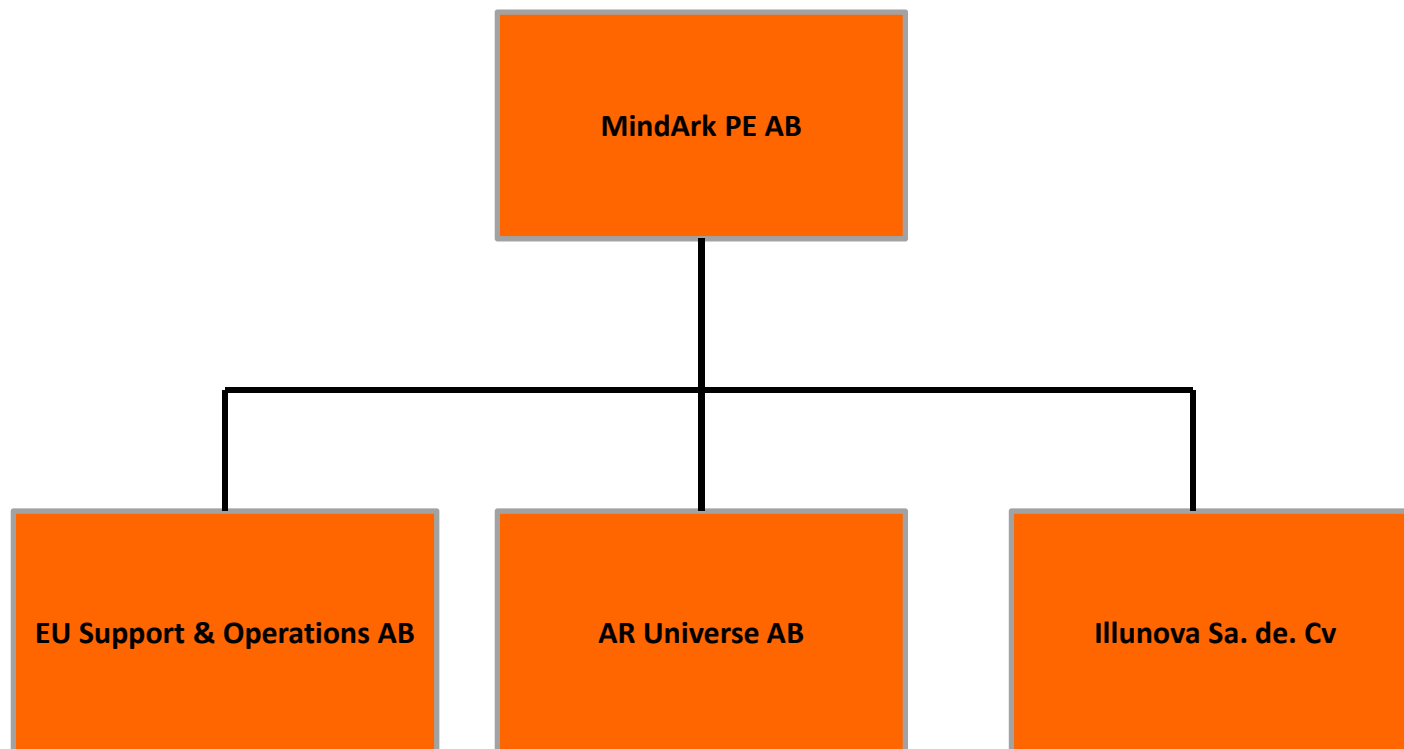 MindArk PE AB
EU Support & Operations AB
AR Universe AB
Illunova Sa. de. Cv